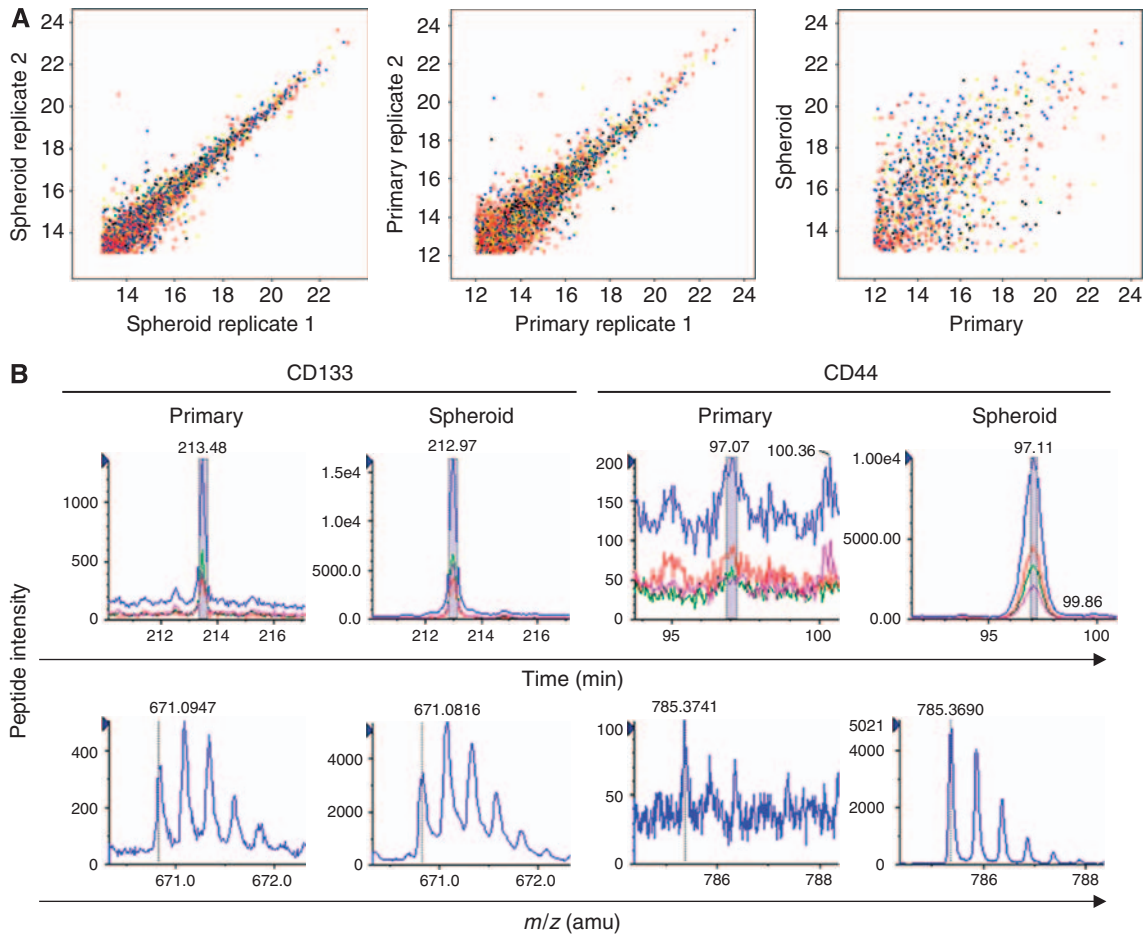 A
24
22
20
18
16
14
Spheroid replicate 2
14 16 18 20 22
Spheroid replicate 1
24
22
20
18
16
14
12
Primary replicate 2
12 14 16 18 20 22 24
Primary replicate 1
24
22
20
18
16
14
Spheroid
12 14 16 18 20 22 24
Primary
B
CD133
CD44
Primary
Spheroid
Primary
Spheroid
Peptide intensity
213.48
1000
500
0
212 214 216
212.97
1.5e4
1.0e4
5000.0
0.0
212 214 216
97.07
100.36
200
150
100
50
0
95 100
97.11
1.00e4
5000.00
0.00
99.86
95 100
Time (min)
671.0947
400
200
0
671.0 672.0
671.0816
4000
2000
0
671.0 672.0
785.3741
100
50
0
786 788
785.3690
5021
4000
2000
0
786 788
m/z (amu)